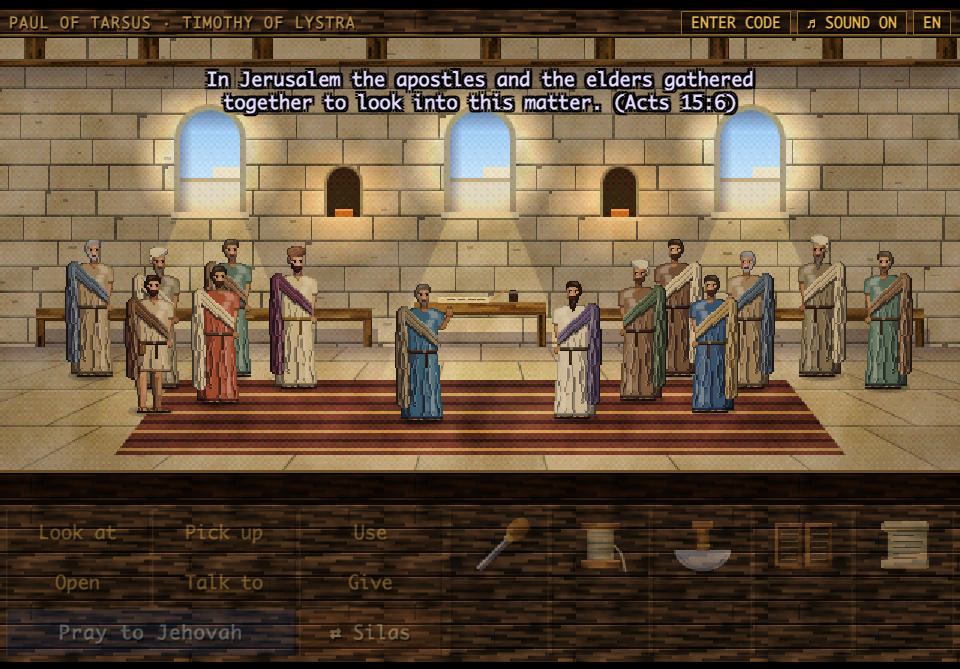 PAUL OF TARSUS · TIMOTHY OF LYSTRA
ENTER CODE
♬ SOUND ON
EN
In Jerusalem the apostles and the elders gathered
together to look into this matter. (Acts 15:6)
Look at
Pick up
Use
Open
Talk to
Give
Pray to Jehovah
⇄ Silas